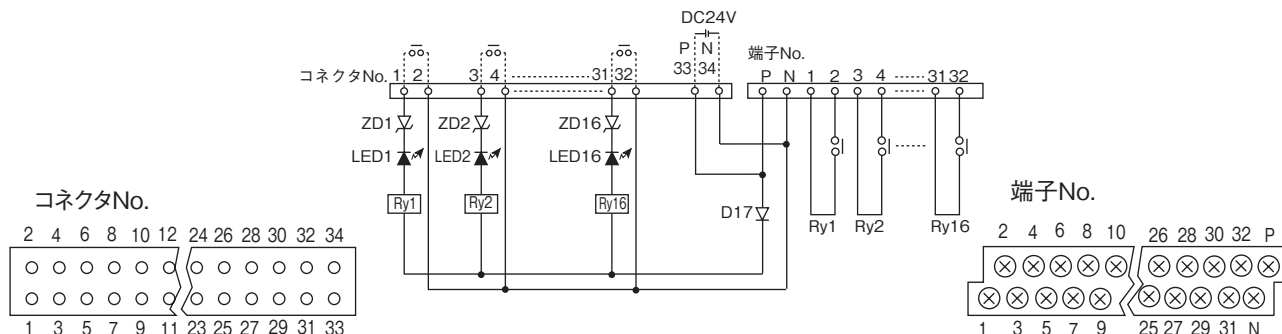 DC24V
P N
端子No.
コネクタNo. 1 2 3 4 31 32 33 34
P N 1 2 3 4 31 32
ZD1 ZD2 ZD16
LED1 LED2 LED16
Ry1 Ry2 Ry16
D17
Ry1 Ry2 Ry16
コネクタNo.
2 4 6 8 10 12 24 26 28 30 32 34
1 3 5 7 9 11 23 25 27 29 31 33
端子No.
2 4 6 8 10 26 28 30 32 P
1 3 5 7 9 25 27 29 31 N